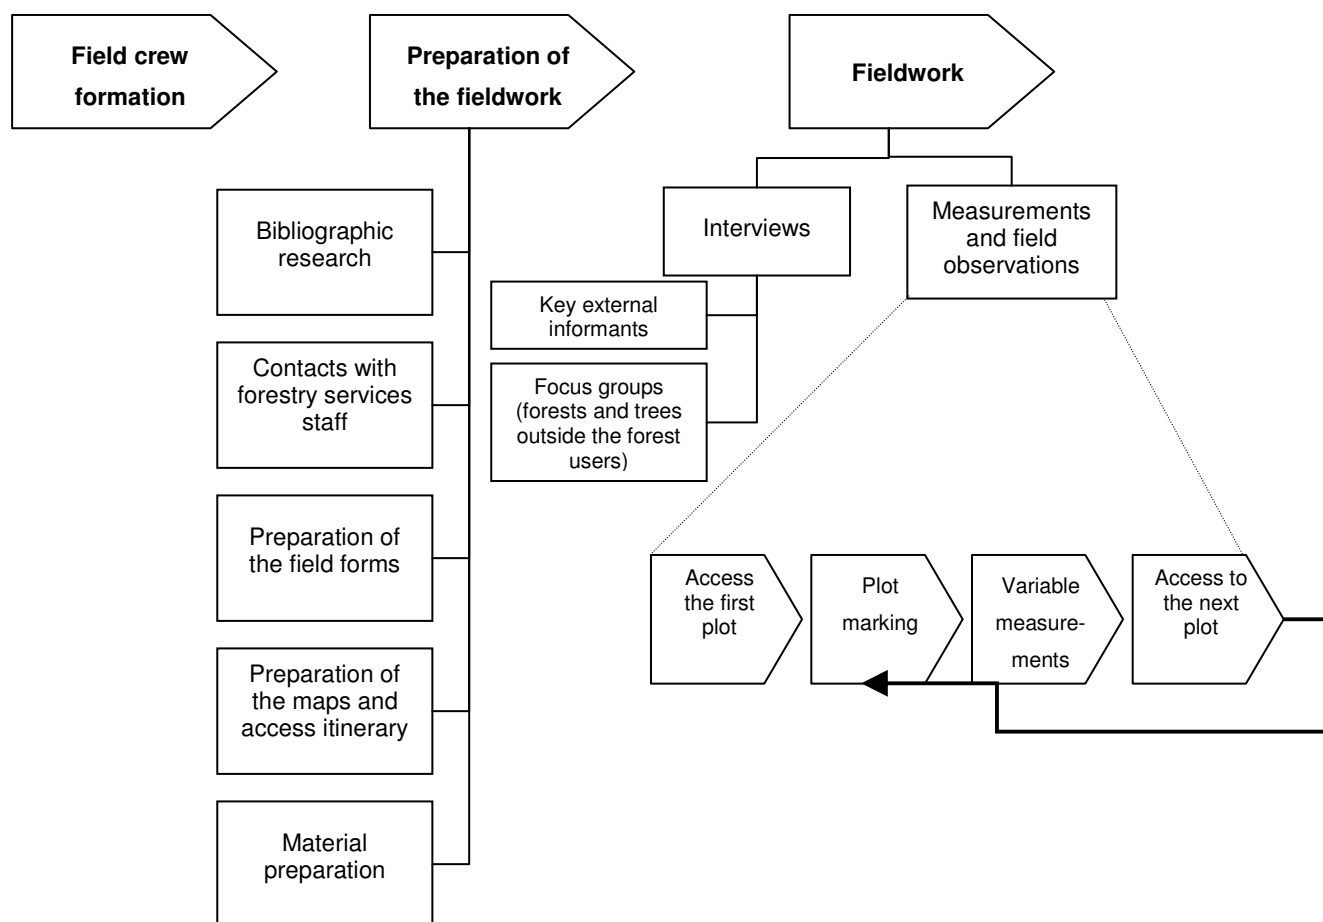 Field crew
formation
Preparation of
the fieldwork
Fieldwork
Bibliographic
research
Contacts with
forestry services
staff
Preparation of
the field forms
Preparation of
the maps and
access itinerary
Material
preparation
Interviews
Key external
informants
Focus groups
(forests and trees
outside the forest
users)
Measurements
and field
observations
Access
the first
plot
Plot
marking
Variable
measure-
ments
Access to
the next
plot